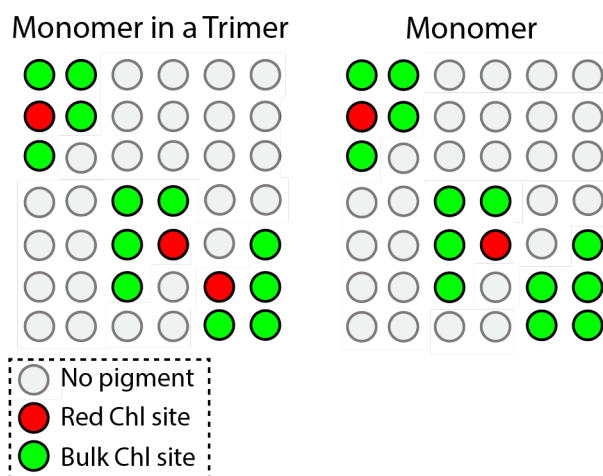 Monomer in a Trimer
Monomer
No pigment
Red Chl site
Bulk Chl site